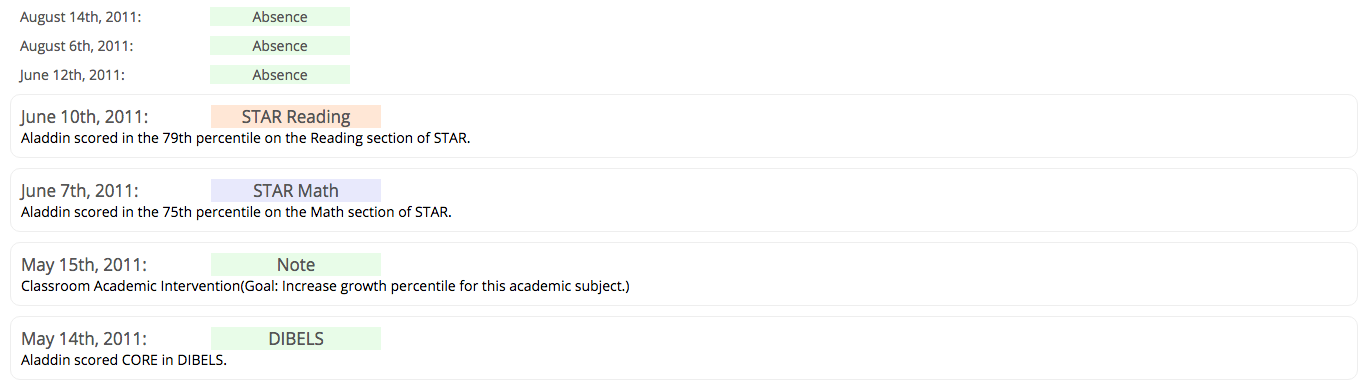 August 14th, 2011: Absence
August 6th, 2011: Absence
June 12th, 2011: Absence
June 10th, 2011: STAR Reading
Aladdin scored in the 79th percentile on the Reading section of STAR.
June 7th, 2011: STAR Math
Aladdin scored in the 75th percentile on the Math section of STAR.
May 15th, 2011: Note
Classroom Academic Intervention(Goal: Increase growth percentile for this academic subject.)
May 14th, 2011: DIBELS
Aladdin scored CORE in DIBELS.